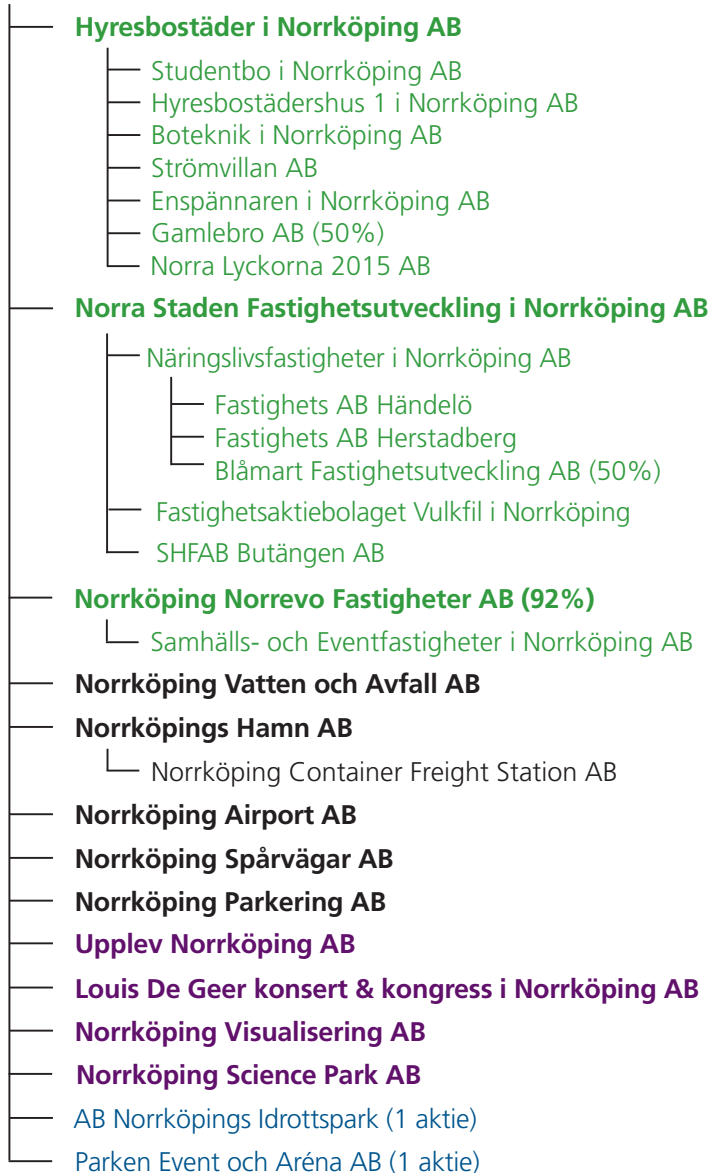 Hyresbostäder i Norrköping AB
Studentbo i Norrköping AB
Hyresbostädershus 1 i Norrköping AB
Boteknik i Norrköping AB
Strömvillan AB
Enspännaren i Norrköping AB
Gamlebro AB (50%)
Norra Lyckorna 2015 AB
Norra Staden Fastighetsutveckling i Norrköping AB
Näringslivsfastigheter i Norrköping AB
Fastighets AB Händelö
Fastighets AB Herstadberg
Blåmart Fastighetsutveckling AB (50%)
Fastighetsaktiebolaget Vulkfil i Norrköping
SHFAB Butängen AB
Norrköping Norrevo Fastigheter AB (92%)
Samhälls- och Eventfastigheter i Norrköping AB
Norrköping Vatten och Avfall AB
Norrköpings Hamn AB
Norrköping Container Freight Station AB
Norrköping Airport AB
Norrköping Spårvägar AB
Norrköping Parkering AB
Upplev Norrköping AB
Louis De Geer konsert & kongress i Norrköping AB
Norrköping Visualisering AB
Norrköping Science Park AB
AB Norrköpings Idrottspark (1 aktie)
Parken Event och Aréna AB (1 aktie)